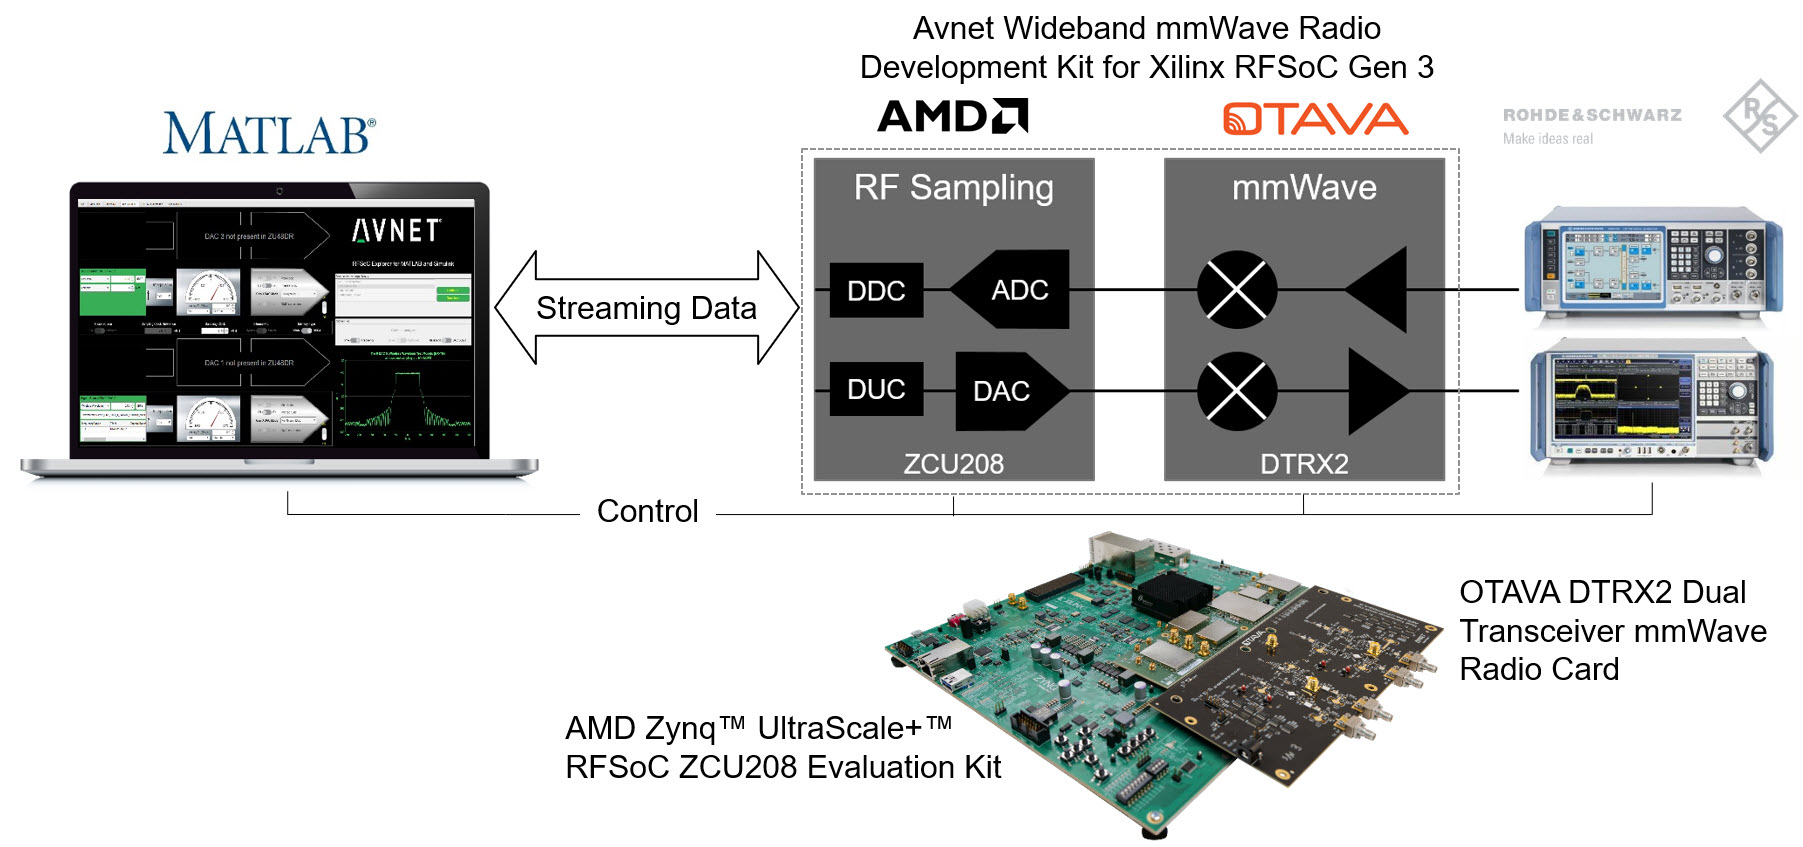 Avnet Wideband mmWave Radio
Development Kit for Xilinx RFSoC Gen 3
MATLAB®
AMD
OTAVA
ROHDE & SCHWARZ
Make ideas real
RS
RF Sampling
mmWave
DAC 2 not present in ZU48DR
AVNET
RFSoC Explorer for MATLAB and Simulink
DDC
ADC
Streaming Data
DUC
DAC
DAC 1 not present in ZU48DR
ZCU208
DTRX2
Control
OTAVA
OTAVA DTRX2 Dual
Transceiver mmWave
Radio Card
AMD Zynq™ UltraScale+™
RFSoC ZCU208 Evaluation Kit